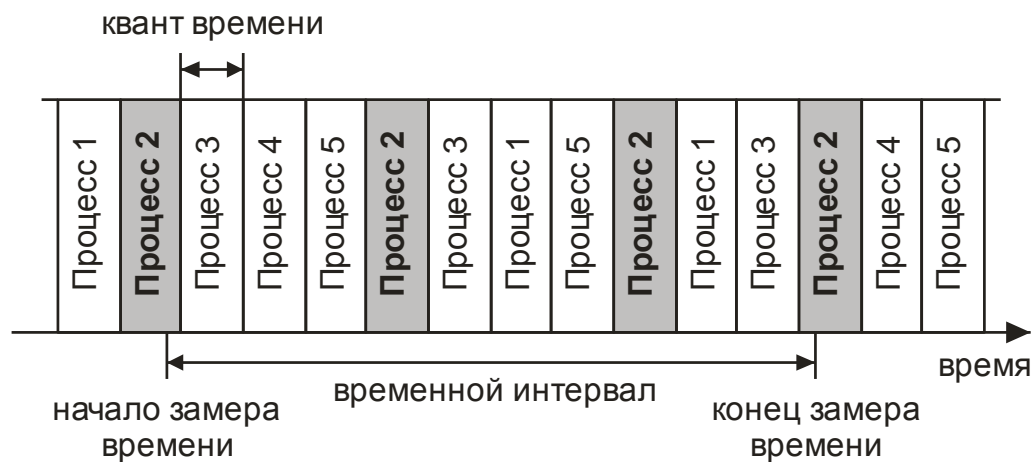 квант времени
Процесс 1
Процесс 2
Процесс 3
Процесс 4
Процесс 5
Процесс 2
Процесс 3
Процесс 1
Процесс 5
Процесс 2
Процесс 1
Процесс 3
Процесс 2
Процесс 4
Процесс 5
время
временной интервал
начало замера
времени
конец замера
времени